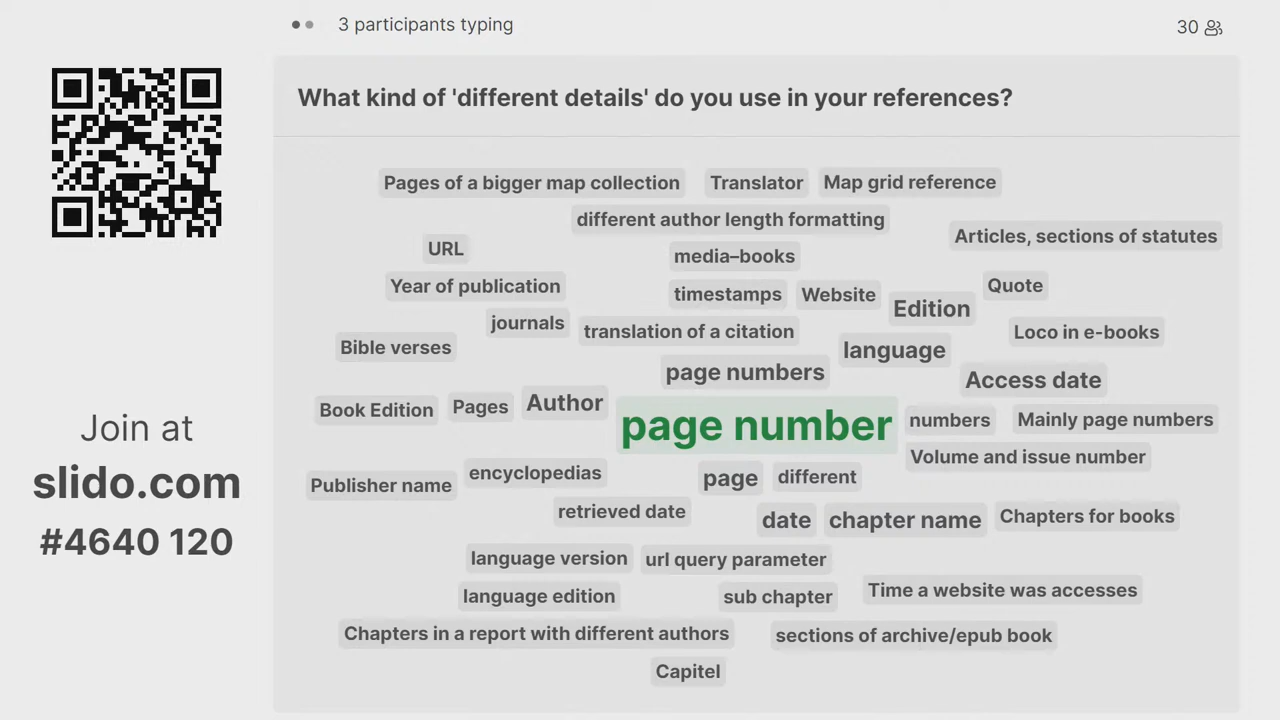 3 participants typing
30
What kind of 'different details' do you use in your references?
Pages of a bigger map collection
Translator
Map grid reference
different author length formatting
Articles, sections of statutes
URL
media–books
Year of publication
timestamps
Website
Edition
Quote
journals
translation of a citation
Loco in e-books
Bible verses
language
page numbers
Access date
Book Edition
Pages
Author
page number
numbers
Mainly page numbers
Volume and issue number
Publisher name
encyclopedias
page
different
retrieved date
date
chapter name
Chapters for books
language version
url query parameter
language edition
sub chapter
Time a website was accesses
Chapters in a report with different authors
sections of archive/epub book
Capitel
Join at
slido.com
#4640 120